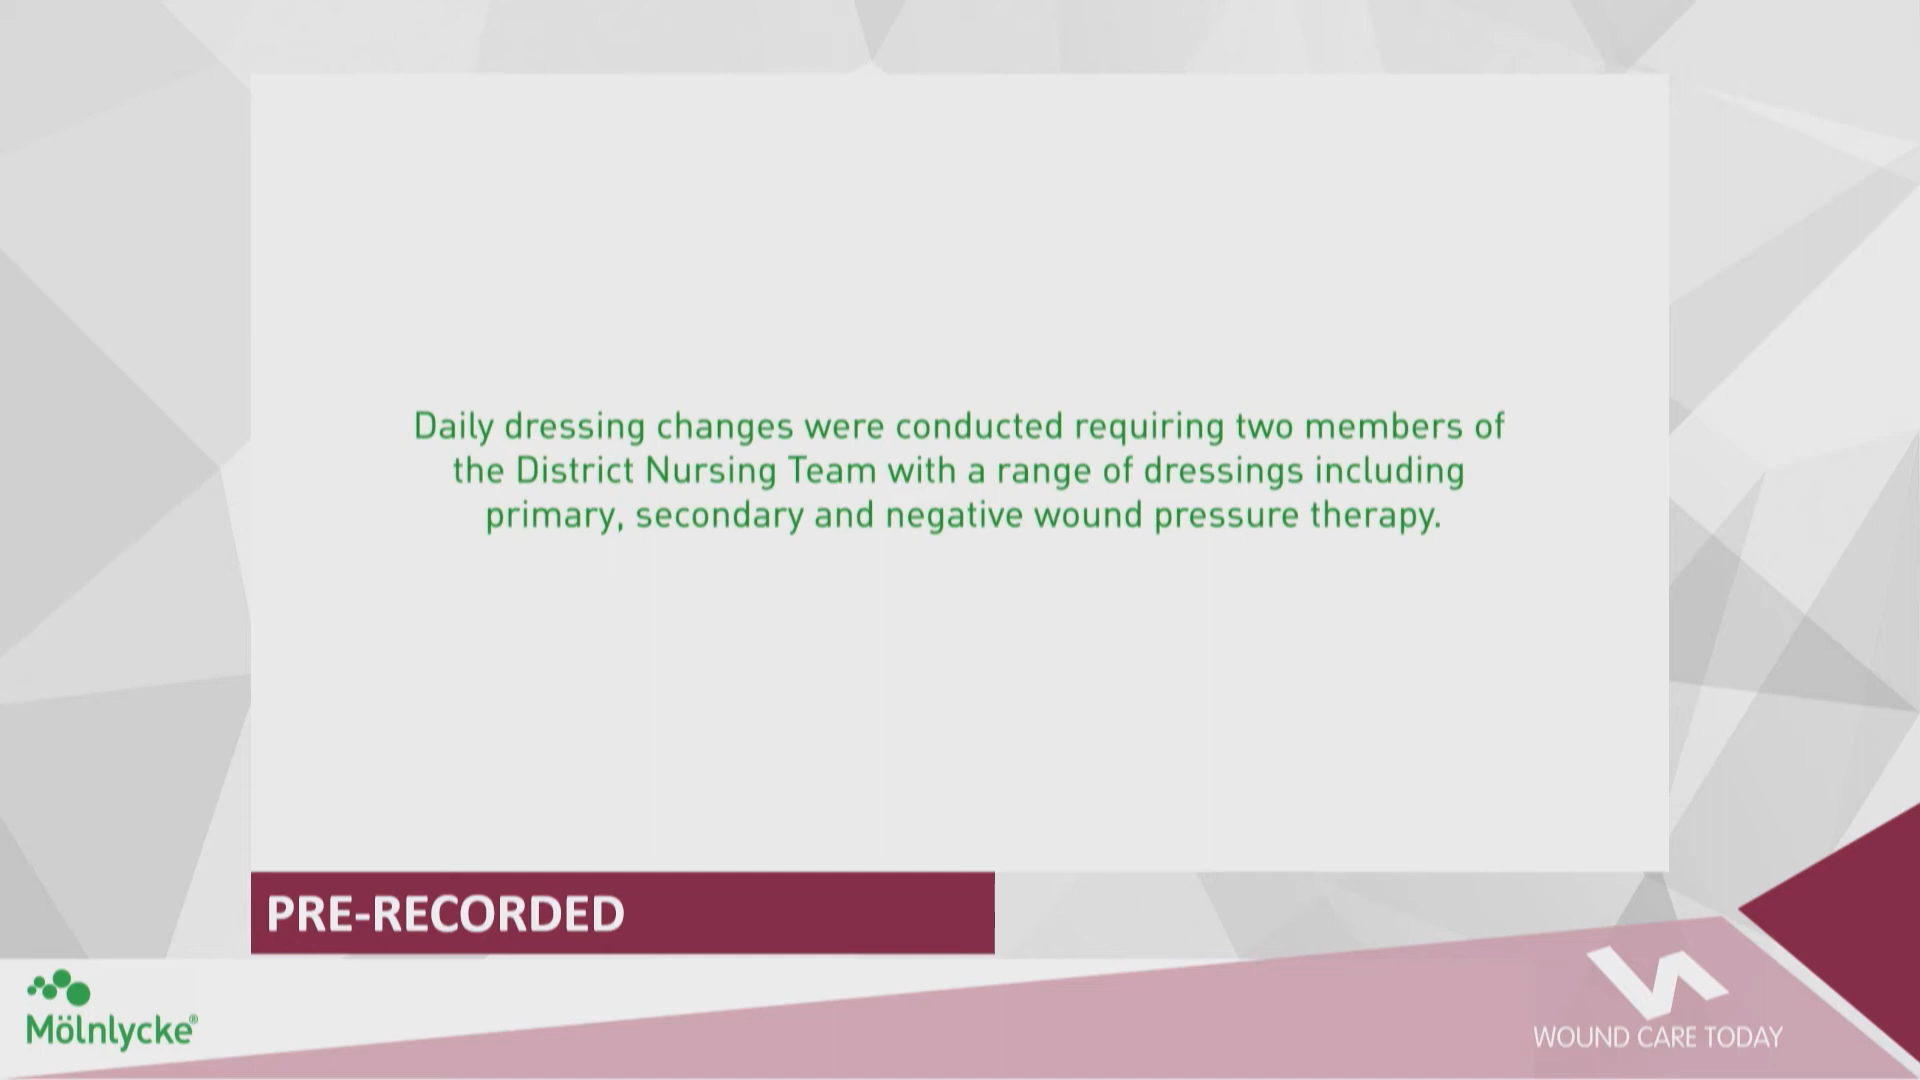 Daily dressing changes were conducted requiring two members of
the District Nursing Team with a range of dressings including
primary, secondary and negative wound pressure therapy.
PRE-RECORDED
Mölnlycke®
WOUND CARE TODAY